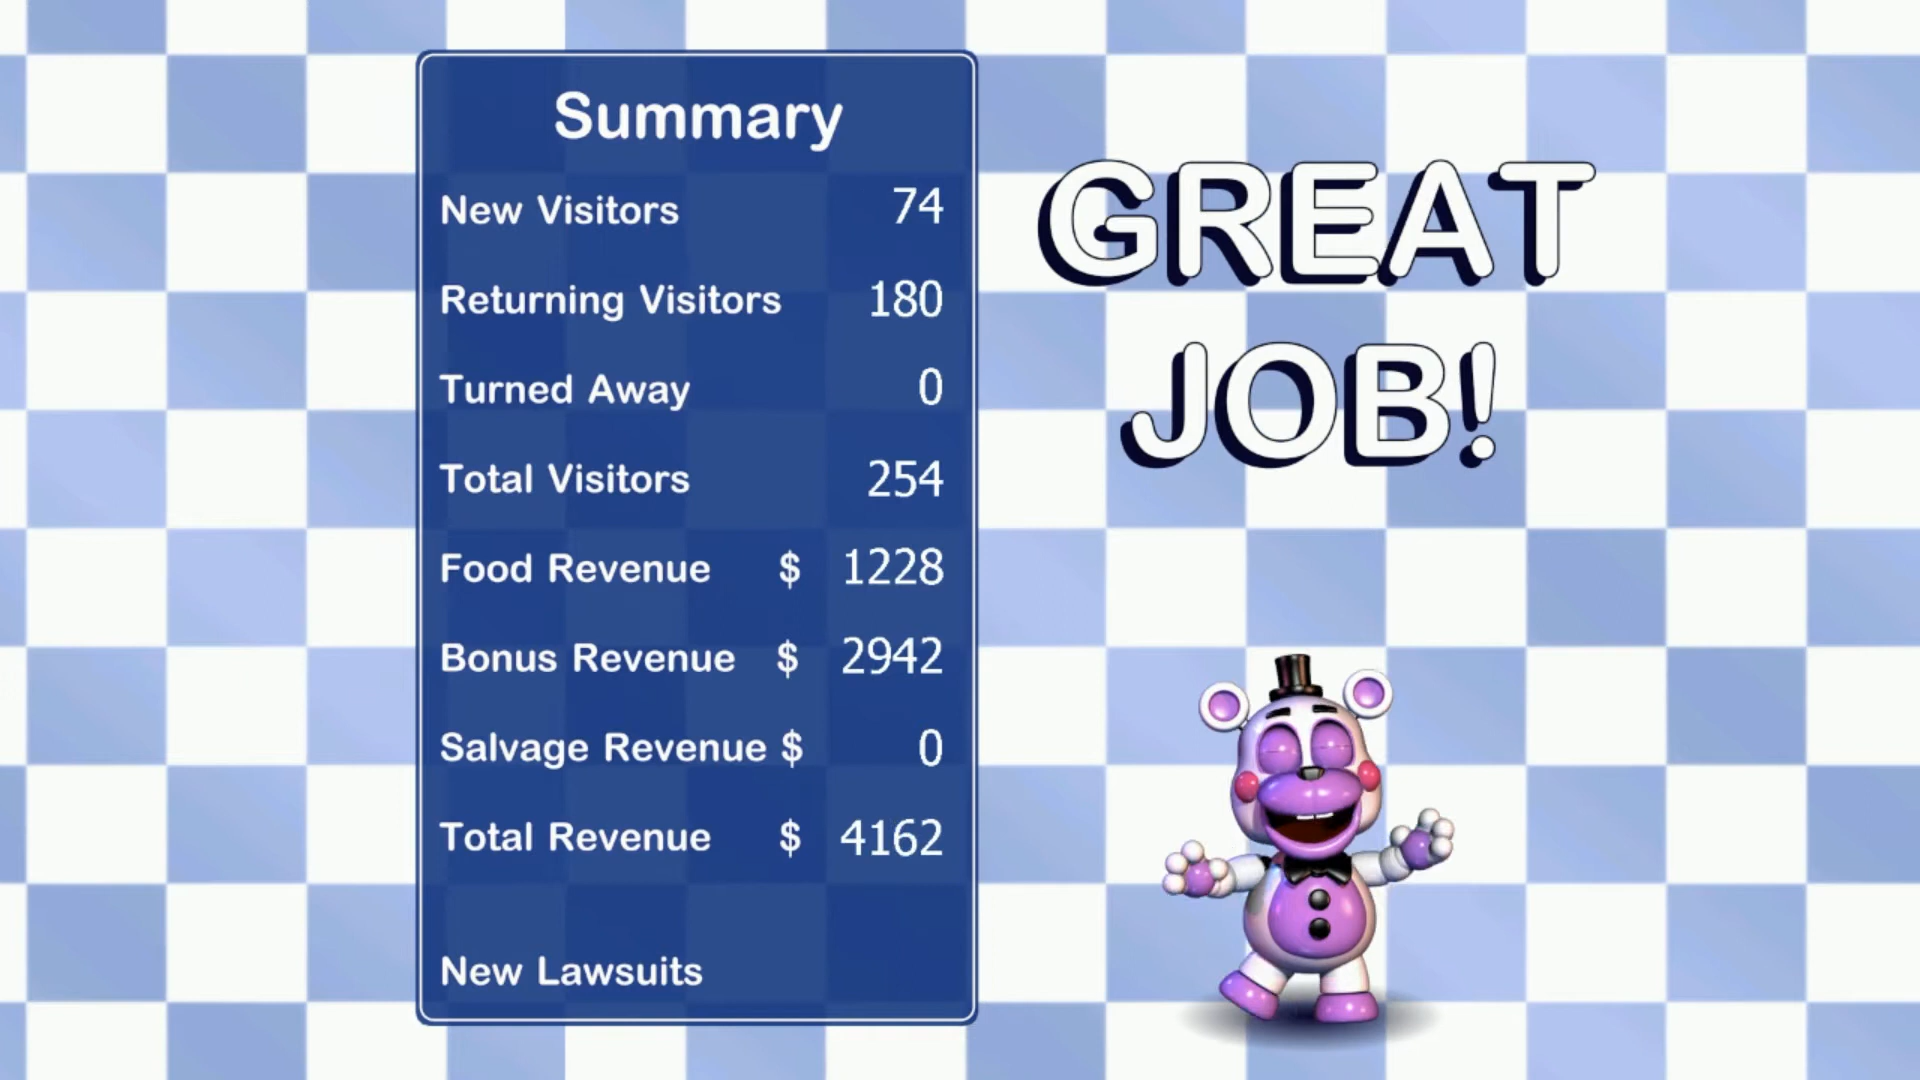 Summary
New Visitors 74
Returning Visitors 180
Turned Away 0
Total Visitors 254
Food Revenue $ 1228
Bonus Revenue $ 2942
Salvage Revenue $ 0
Total Revenue $ 4162
New Lawsuits
GREAT
JOB!